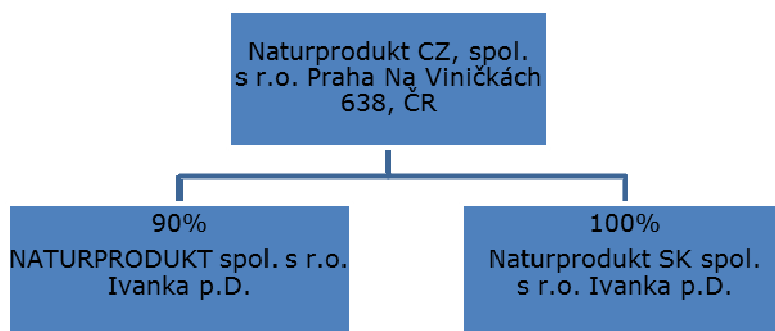 Naturprodukt CZ, spol.
s r.o. Praha Na Viničkách
638, ČR
90%
NATURPRODUKT spol. s r.o.
Ivanka p.D.
100%
Naturprodukt SK spol.
s r.o. Ivanka p.D.